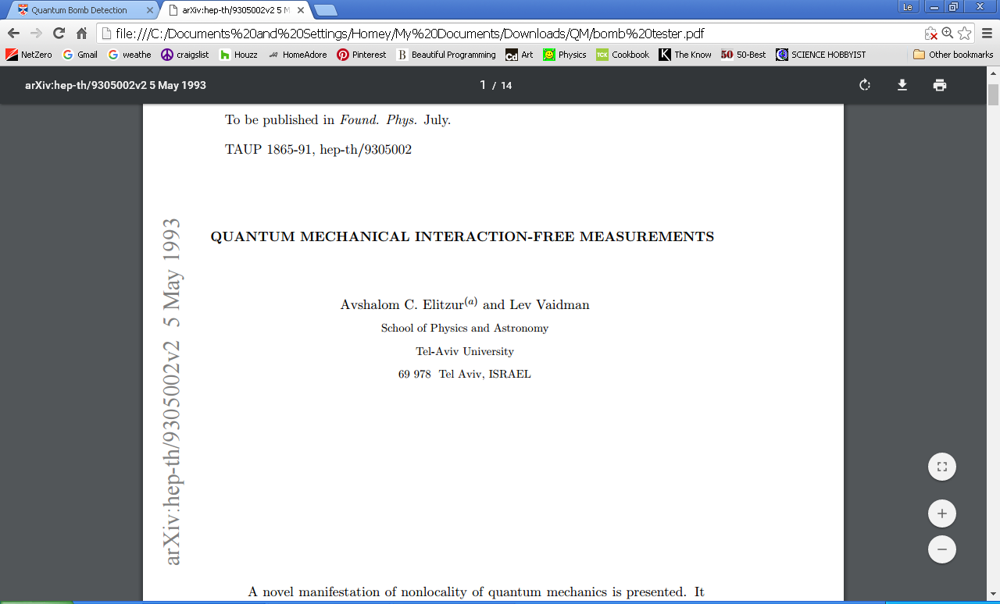 Quantum Bomb Detection
arXiv:hep-th/9305002v2 5 M
Le
file:///C:/Documents%20and%20Settings/Homey/My%20Documents/Downloads/QM/bomb%20tester.pdf
NetZero Gmail westhe craigslist Houzz HomeAdore Pinterest B Beautiful Programming Cd Art Physics TCK Cookbook K The Know 50 50-Best SCIENCE HOBBYIST Other bookmarks
arXiv:hep-th/9305002v2 5 May 1993
1 / 14
To be published in Found. Phys. July.
TAUP 1865-91, hep-th/9305002
QUANTUM MECHANICAL INTERACTION-FREE MEASUREMENTS
Avshalom C. Elitzur(a) and Lev Vaidman
School of Physics and Astronomy
Tel-Aviv University
69 978 Tel Aviv, ISRAEL
arXiv:hep-th/9305002v2 5 May 1993
A novel manifestation of nonlocality of quantum mechanics is presented. It